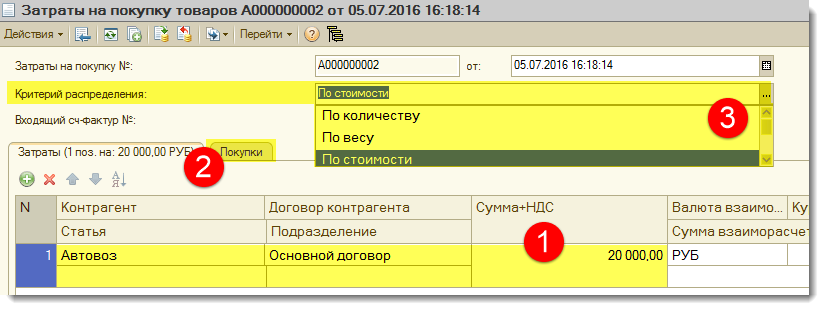 Затраты на покупку товаров А000000002 от 05.07.2016 16:18:14
Действия Перейти ?
Затраты на покупку №: А000000002 от: 05.07.2016 16:18:14
Критерий распределения: По стоимости ...
Входящий сч-фактур №:
По количеству
По весу
По стоимости
3
Затраты (1 поз. на: 20 000,00 РУБ) Покупки
2
N Контрагент Договор контрагента Сумма+НДС Валюта взаимо... Ку
Статья Подразделение Сумма взаиморасчет
1
1 Автовоз Основной договор 20 000,00 РУБ